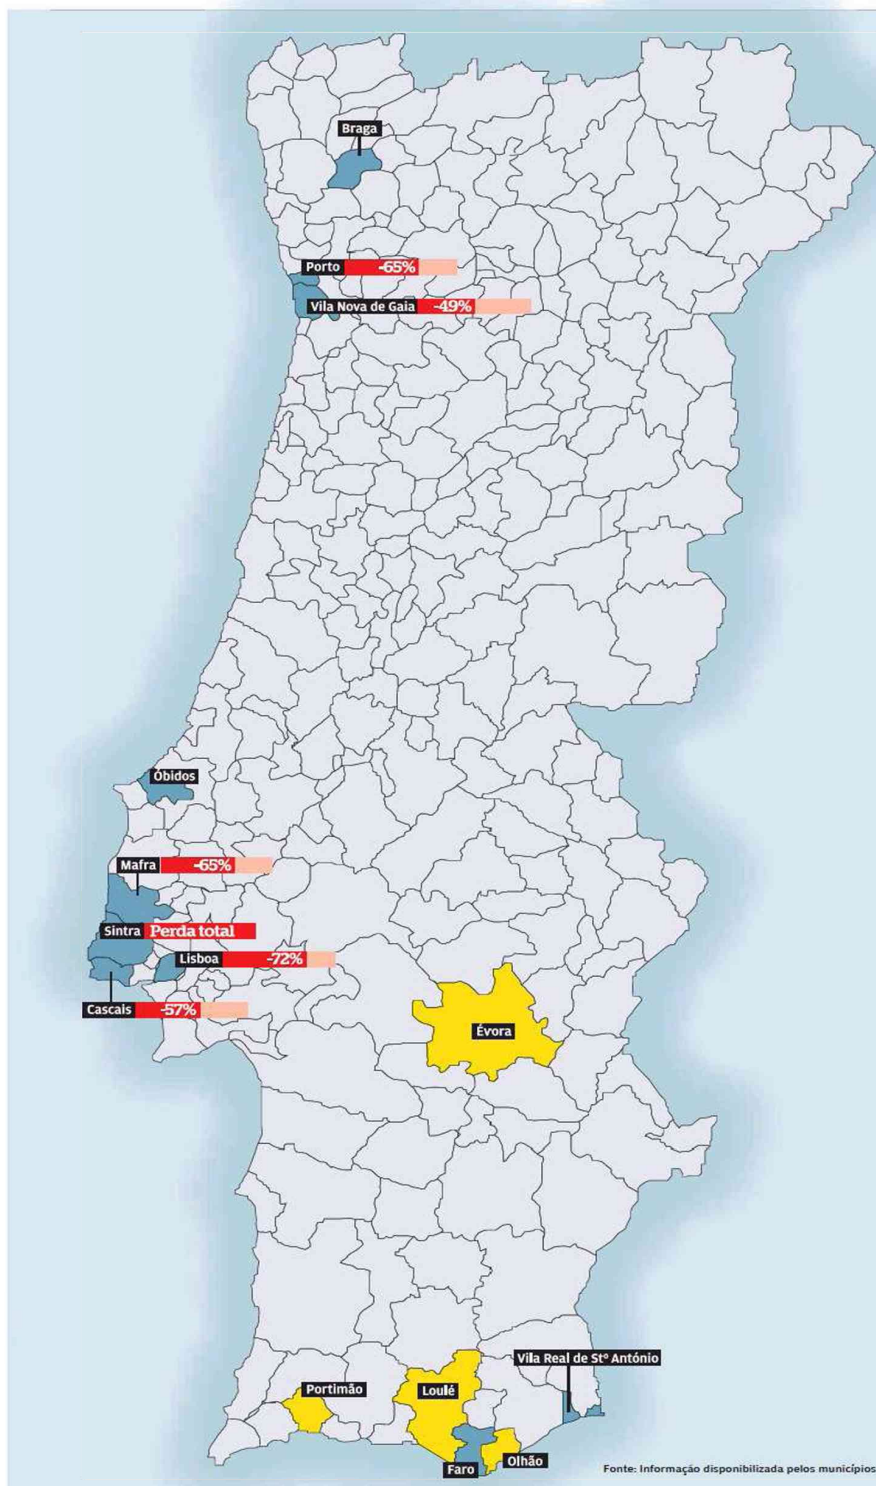 Braga
Porto -65%
Vila Nova de Gaia -49%
Óbidos
Mafra -65%
Sintra Perda total
Lisboa -72%
Cascais -57%
Évora
Vila Real de Stº António
Portimão
Loulé
Olhão
Faro
Fonte: Informação disponibilizada pelos municípios